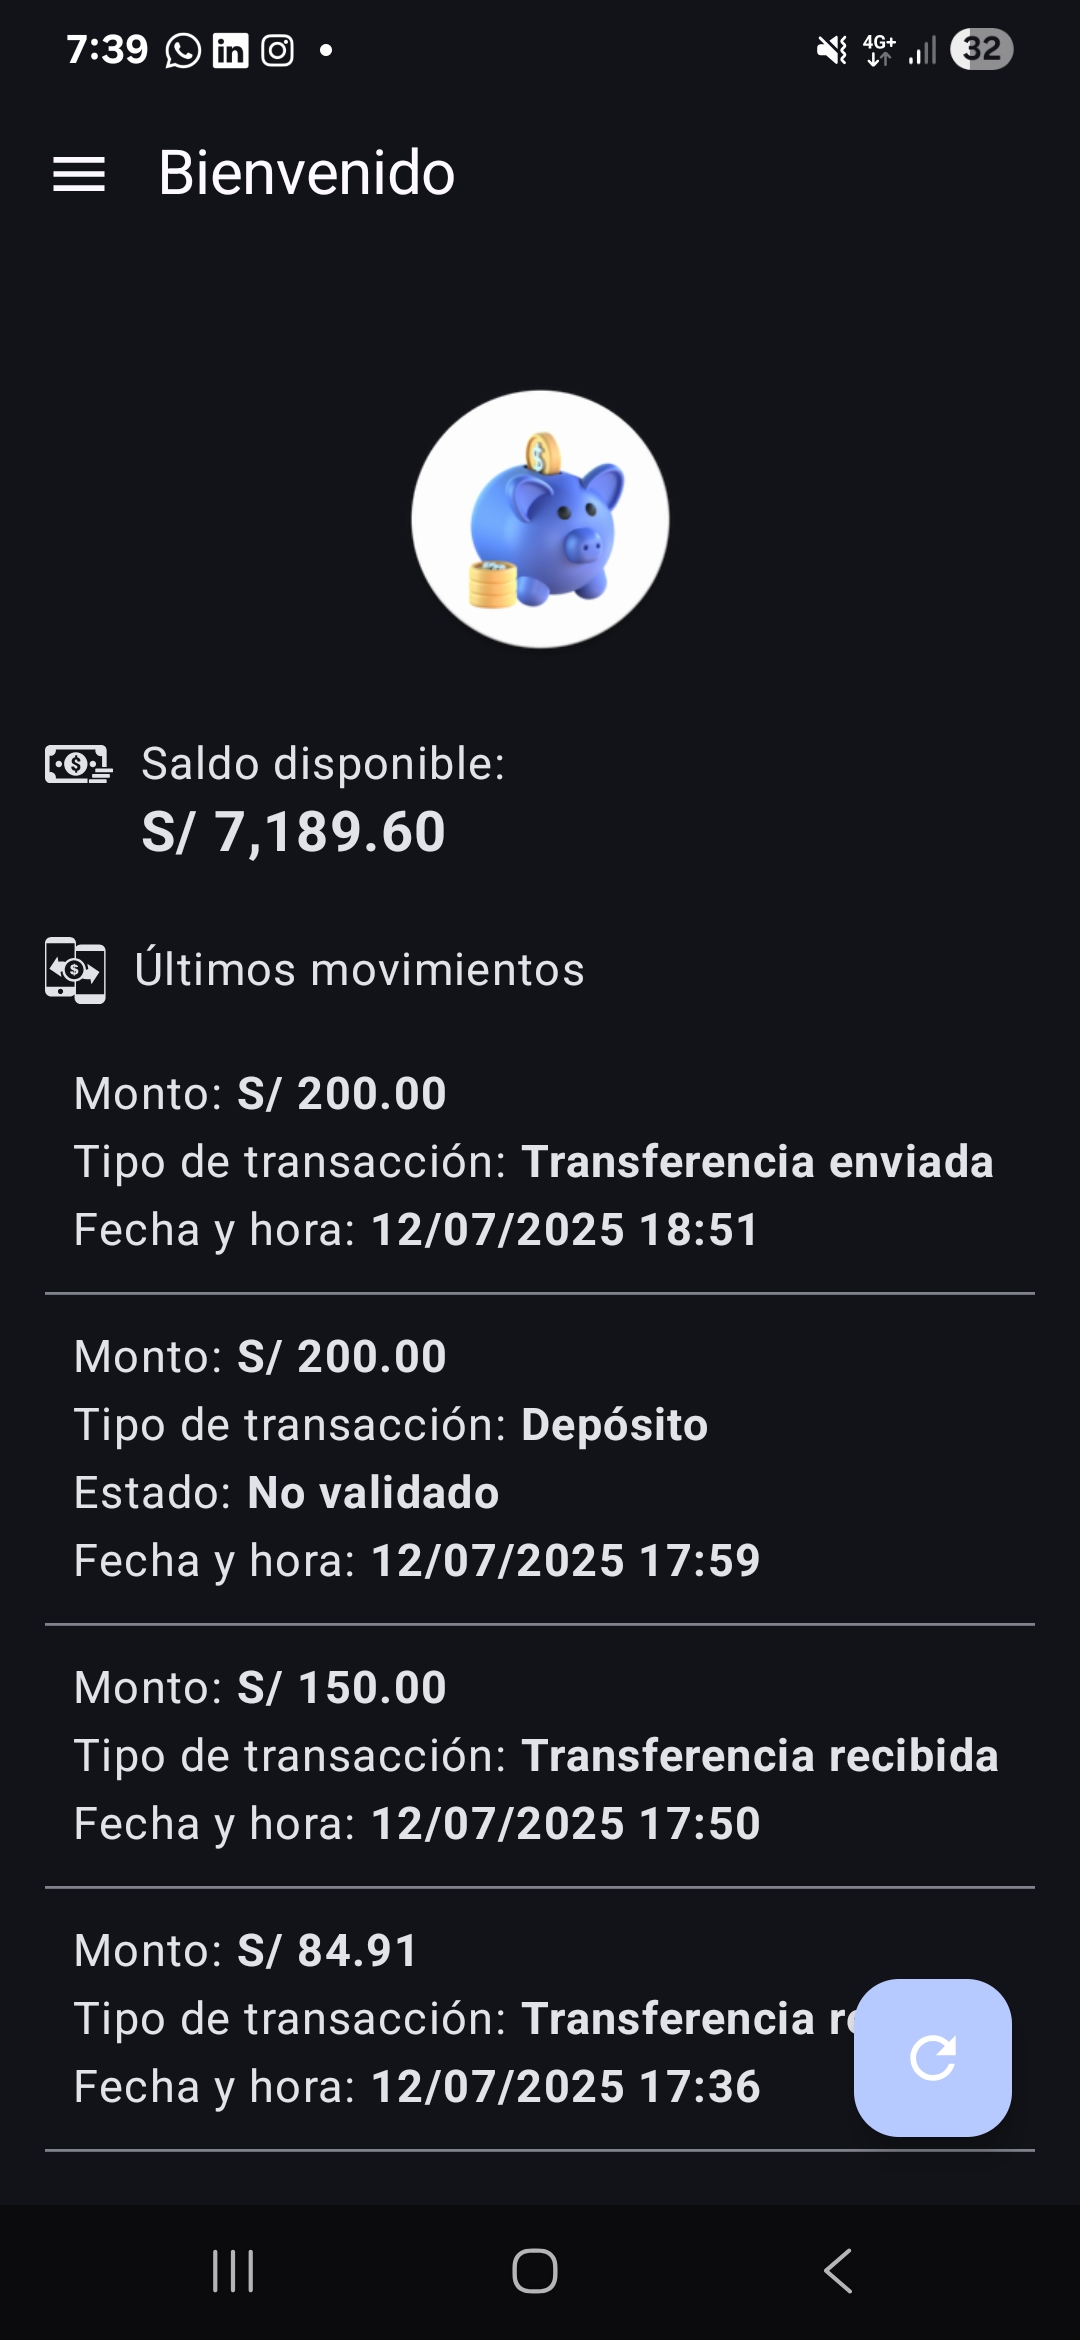 7:39
4G+
32
Bienvenido
Saldo disponible:
S/ 7,189.60
Últimos movimientos
Monto: S/ 200.00
Tipo de transacción: Transferencia enviada
Fecha y hora: 12/07/2025 18:51
Monto: S/ 200.00
Tipo de transacción: Depósito
Estado: No validado
Fecha y hora: 12/07/2025 17:59
Monto: S/ 150.00
Tipo de transacción: Transferencia recibida
Fecha y hora: 12/07/2025 17:50
Monto: S/ 84.91
Tipo de transacción: Transferencia
Fecha y hora: 12/07/2025 17:36